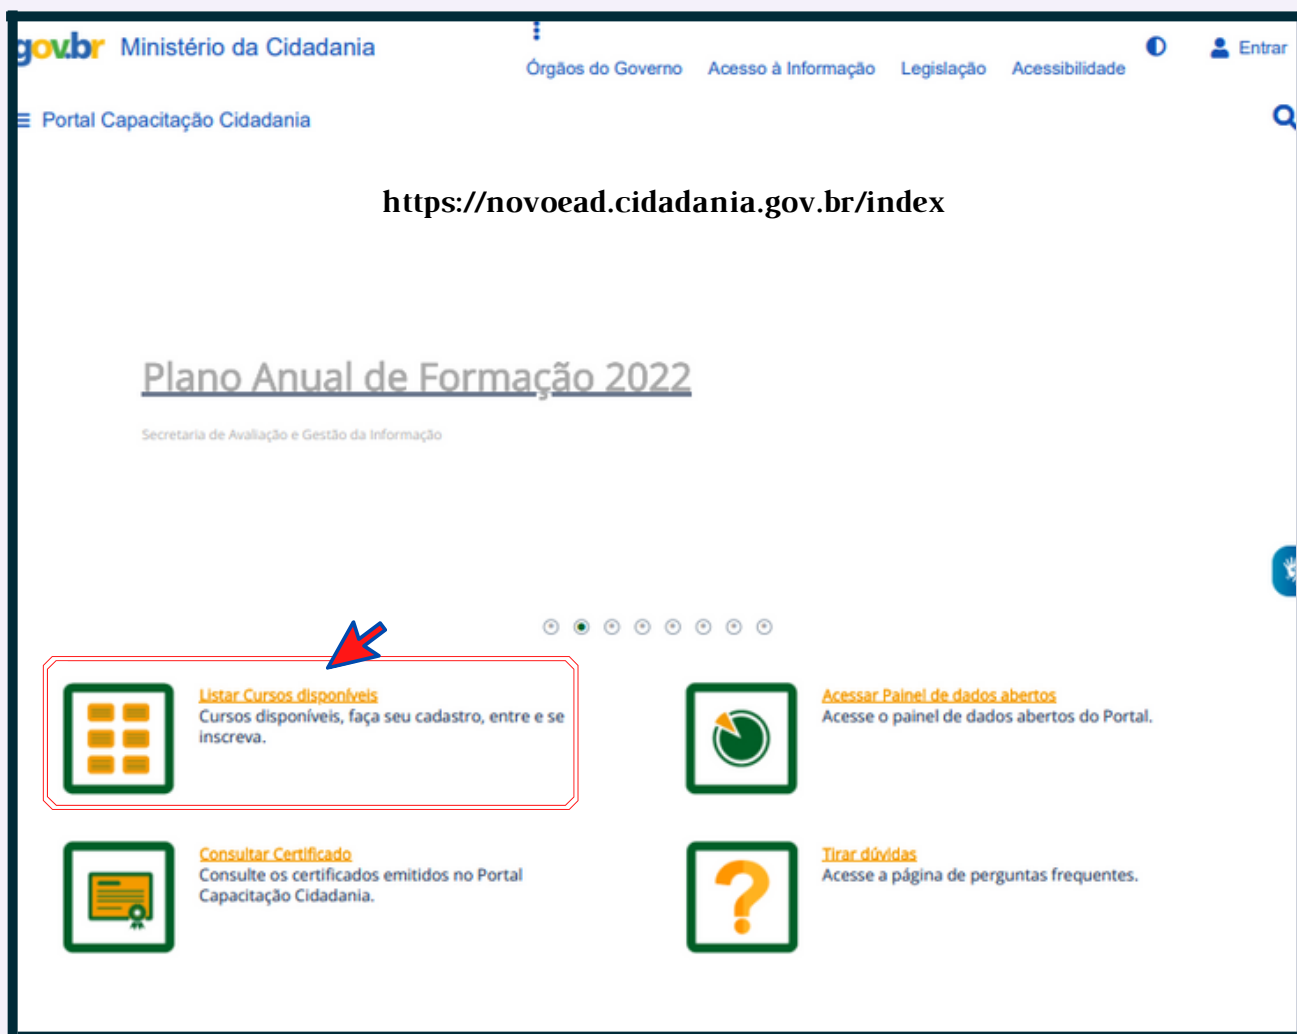 gov.br Ministério da Cidadania
Órgãos do Governo Acesso à Informação Legislação Acessibilidade
Entrar
Portal Capacitação Cidadania
https://novoead.cidadania.gov.br/index
Plano Anual de Formação 2022
Secretaria de Avaliação e Gestão da Informação
Listar Cursos disponíveis
Cursos disponíveis, faça seu cadastro, entre e se
inscreva.
Acessar Painel de dados abertos
Acesse o painel de dados abertos do Portal.
Consultar Certificado
Consulte os certificados emitidos no Portal
Capacitação Cidadania.
Tirar dúvidas
Acesse a página de perguntas frequentes.